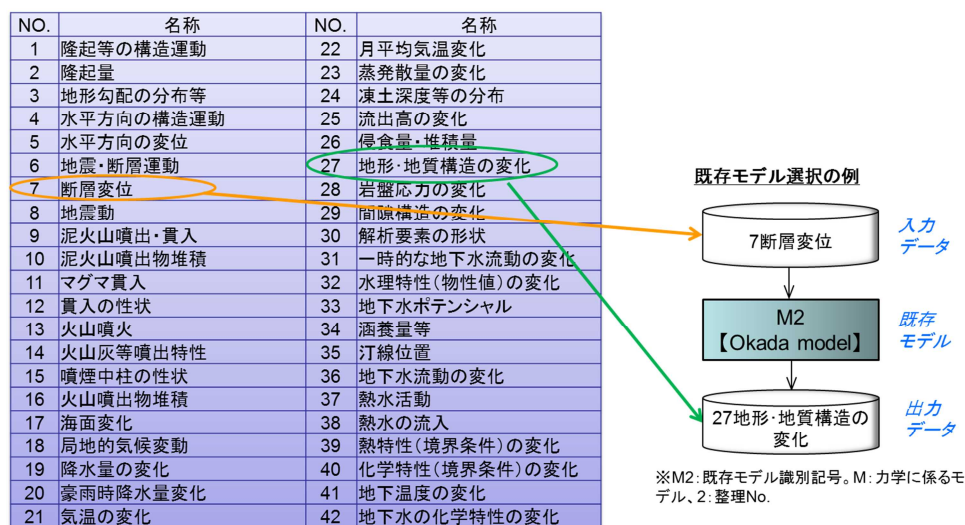 NO. 名称 NO. 名称
1 隆起等の構造運動 22 月平均気温変化
2 隆起量 23 蒸発散量の変化
3 地形勾配の分布等 24 凍土深度等の分布
4 水平方向の構造運動 25 流出高の変化
5 水平方向の変位 26 侵食量・堆積量
6 地震・断層運動 27 地形・地質構造の変化
7 断層変位 28 岩盤応力の変化
8 地震動 29 間隙構造の変化
9 泥火山噴出・貫入 30 解析要素の形状
10 泥火山噴出物堆積 31 一時的な地下水流動の変化
11 マグマ貫入 32 水理特性(物性値)の変化
12 貫入の性状 33 地下水ポテンシャル
13 火山噴火 34 涵養量等
14 火山灰等噴出特性 35 汀線位置
15 噴煙中柱の性状 36 地下水流動の変化
16 火山噴出物堆積 37 熱水活動
17 海面変化 38 熱水の流入
18 局地的気候変動 39 熱特性(境界条件)の変化
19 降水量の変化 40 化学特性(境界条件)の変化
20 豪雨時降水量変化 41 地下温度の変化
21 気温の変化 42 地下水の化学特性の変化
既存モデル選択の例
7断層変位
入力
データ
M2
【Okada model】
既存
モデル
27地形・地質構造の
変化
出力
データ
※M2:既存モデル識別記号。M:力学に係るモ
デル、2:整理No.